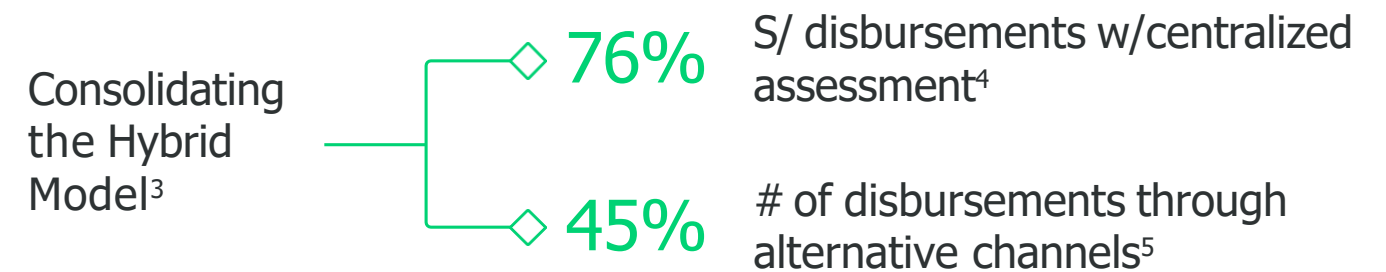 Consolidating
the Hybrid
Model³
76%
S/ disbursements w/centralized
assessment⁴
45%
# of disbursements through
alternative channels⁵